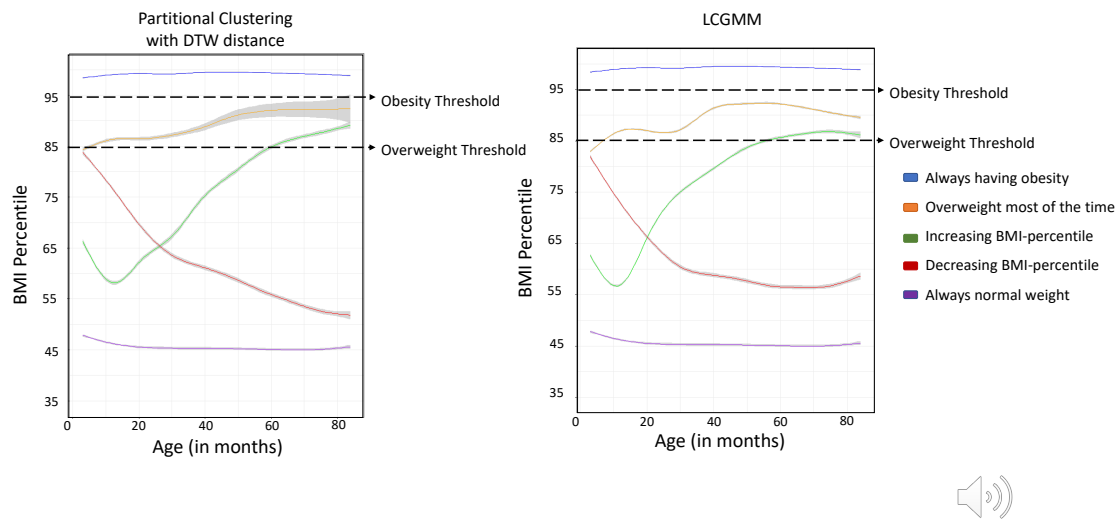 Partitional Clustering
with DTW distance
BMI Percentile
95
85
75
65
55
45
35
0
20
40
60
80
Age (in months)
Obesity Threshold
Overweight Threshold
LCGMM
BMI Percentile
95
85
75
65
55
45
35
0
20
40
60
80
Age (in months)
Obesity Threshold
Overweight Threshold
Always having obesity
Overweight most of the time
Increasing BMI-percentile
Decreasing BMI-percentile
Always normal weight